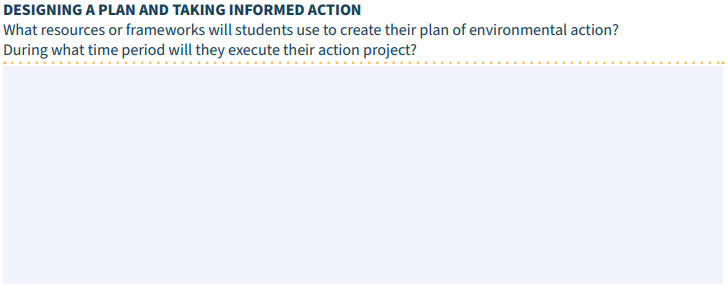 DESIGNING A PLAN AND TAKING INFORMED ACTION
What resources or frameworks will students use to create their plan of environmental action?
During what time period will they execute their action project?